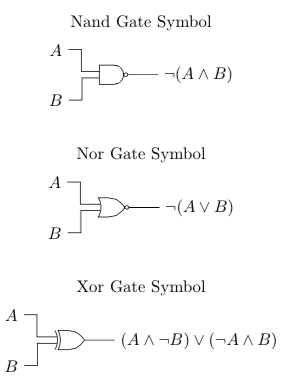 Nand Gate Symbol
A
¬(A ∧ B)
B
Nor Gate Symbol
A
¬(A ∨ B)
B
Xor Gate Symbol
A
(A ∧ ¬B) ∨ (¬A ∧ B)
B